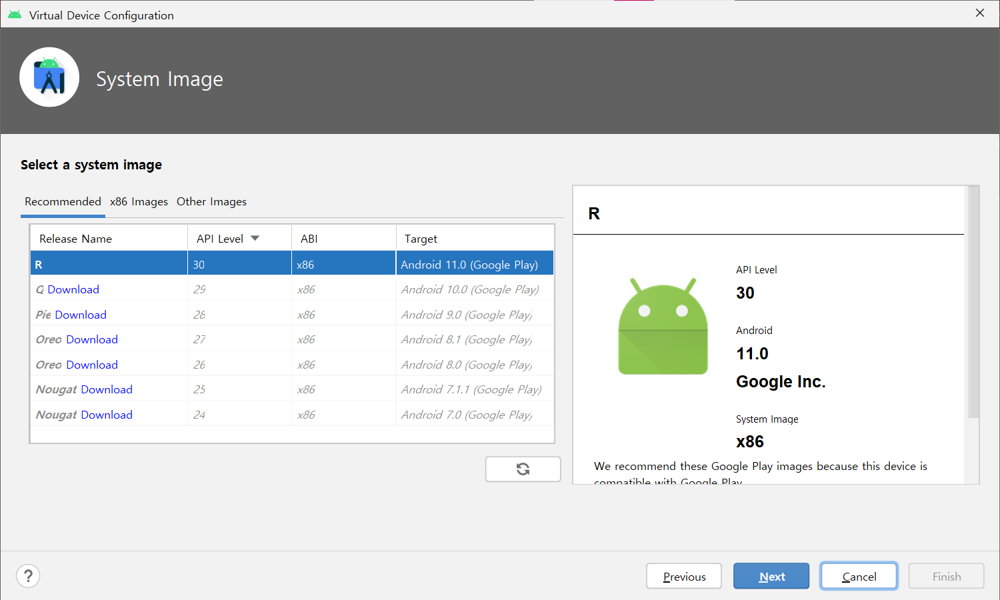 Virtual Device Configuration
System Image
Select a system image
Recommended x86 Images Other Images
Release Name API Level ABI Target
R 30 x86 Android 11.0 (Google Play)
Q Download 29 x86 Android 10.0 (Google Play)
Pie Download 28 x86 Android 9.0 (Google Play)
Oreo Download 27 x86 Android 8.1 (Google Play)
Oreo Download 26 x86 Android 8.0 (Google Play)
Nougat Download 25 x86 Android 7.1.1 (Google Play)
Nougat Download 24 x86 Android 7.0 (Google Play)
R
API Level
30
Android
11.0
Google Inc.
System Image
x86
We recommend these Google Play images because this device is
compatible with Google Play
? Previous Next Cancel Finish